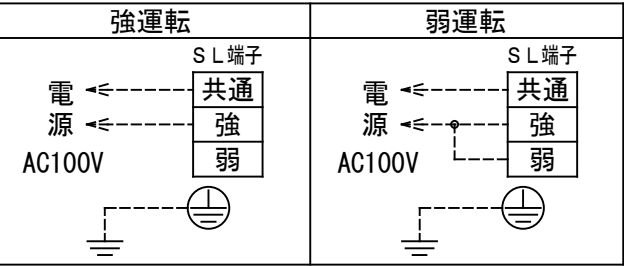 強運転
ＳＬ端子
電 共通
源 強
AC100V 弱
弱運転
ＳＬ端子
電 共通
源 強
AC100V 弱